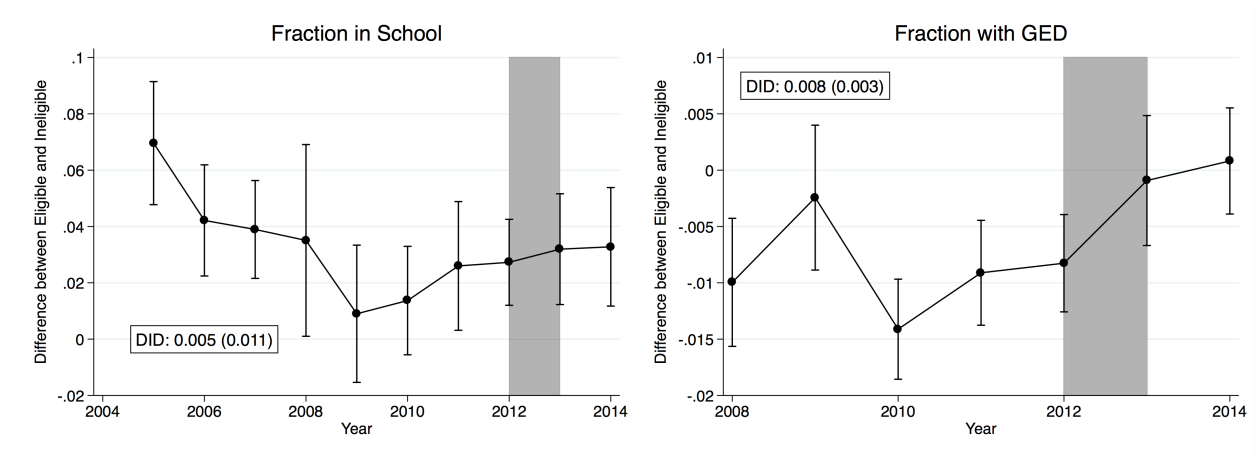 Fraction in School
Difference between Eligible and Ineligible
.1
.08
.06
.04
.02
0
-.02
DID: 0.005 (0.011)
2004 2006 2008 2010 2012 2014
Year
Fraction with GED
Difference between Eligible and Ineligible
.01
.005
0
-.005
-.01
-.015
-.02
DID: 0.008 (0.003)
2008 2010 2012 2014
Year